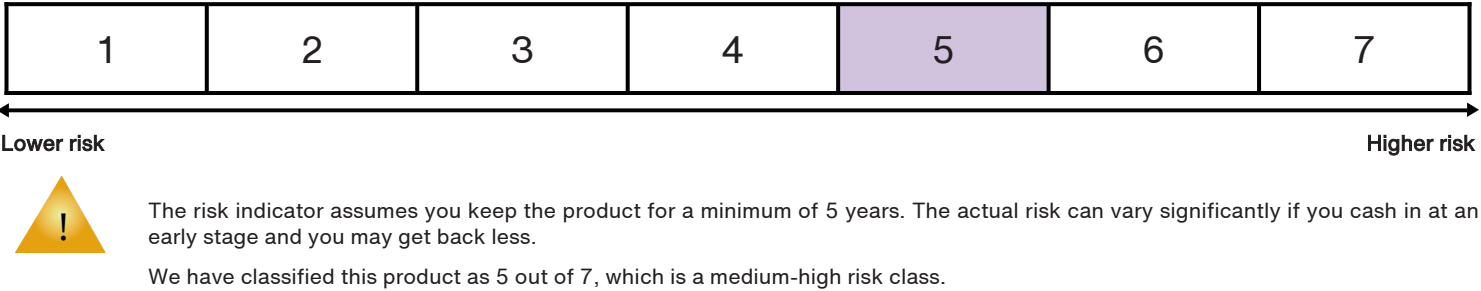 1 2 3 4 5 6 7
Lower risk Higher risk
! The risk indicator assumes you keep the product for a minimum of 5 years. The actual risk can vary significantly if you cash in at an
early stage and you may get back less.
We have classified this product as 5 out of 7, which is a medium-high risk class.